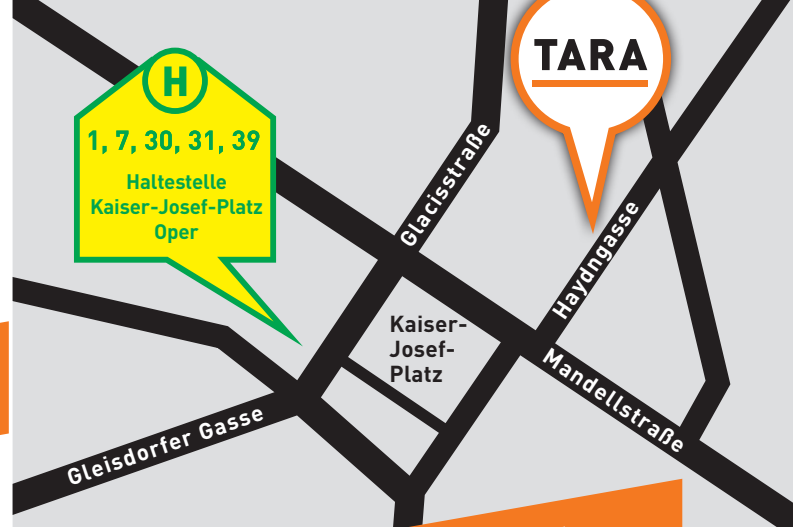 TARA
H
1, 7, 30, 31, 39
Haltestelle
Kaiser-Josef-Platz
Oper
Glacisstraße
Haydngasse
Kaiser-
Josef-
Platz
Mandellstraße
Gleisdorfer Gasse